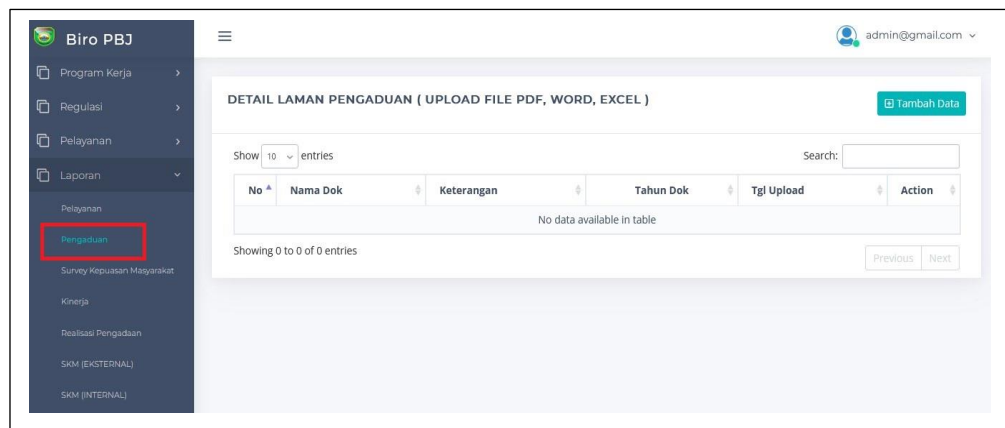 Biro PBJ
admin@gmail.com
Program Kerja
Regulasi
Pelayanan
Laporan
Pelayanan
Pengaduan
Survey Kepuasan Masyarakat
Kinerja
Realisasi Pengadaan
SKM (EKSTERNAL)
SKM (INTERNAL)
DETAIL LAMAN PENGADUAN ( UPLOAD FILE PDF, WORD, EXCEL )
Tambah Data
Show 10 entries
Search:
No Nama Dok Keterangan Tahun Dok Tgl Upload Action
No data available in table
Showing 0 to 0 of 0 entries
Previous Next